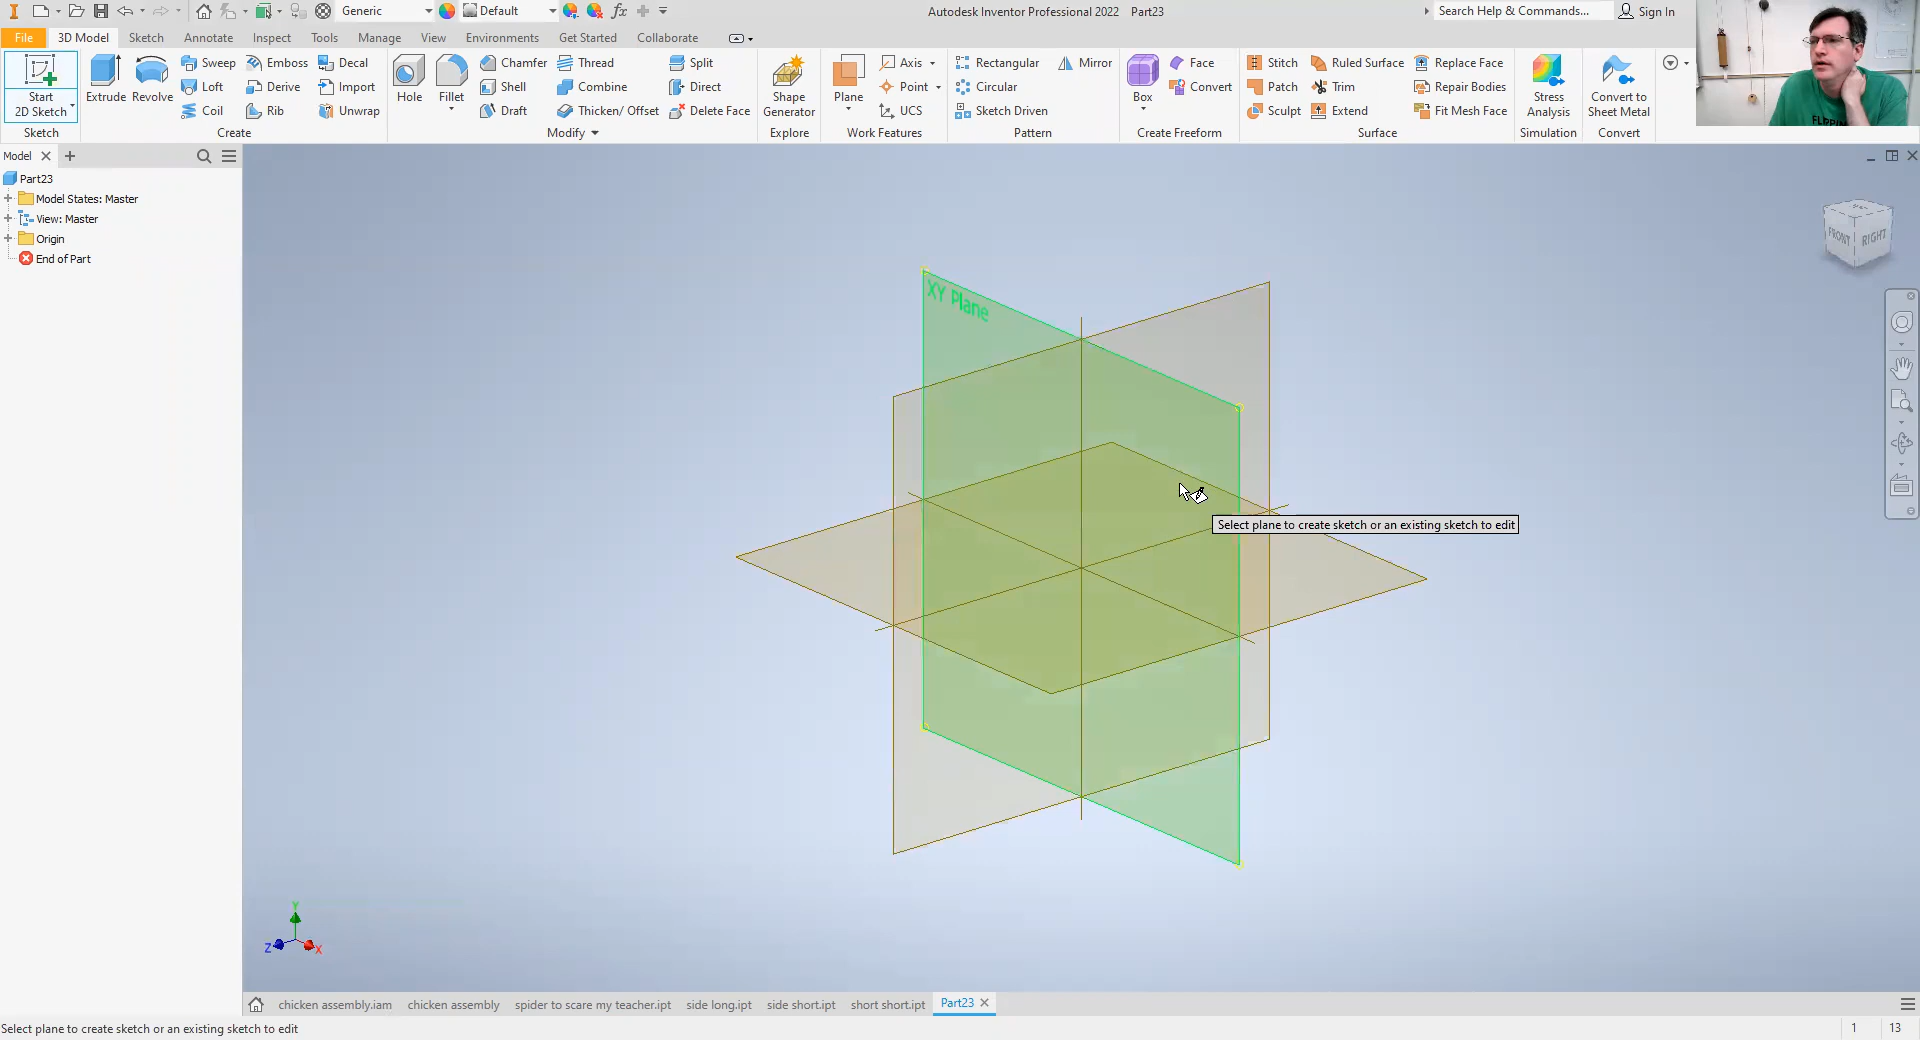 Generic
Default
fx
Autodesk Inventor Professional 2022 Part23
Search Help & Commands...
Sign In
File
3D Model
Sketch
Annotate
Inspect
Tools
Manage
View
Environments
Get Started
Collaborate
Start
2D Sketch
Sketch
Extrude
Revolve
Sweep
Loft
Coil
Emboss
Derive
Rib
Decal
Import
Unwrap
Create
Hole
Fillet
Chamfer
Shell
Draft
Thread
Combine
Thicken/ Offset
Split
Direct
Delete Face
Modify
Shape
Generator
Explore
Plane
Axis
Point
UCS
Work Features
Rectangular
Circular
Sketch Driven
Mirror
Pattern
Box
Face
Convert
Create Freeform
Stitch
Patch
Sculpt
Ruled Surface
Trim
Extend
Replace Face
Repair Bodies
Fit Mesh Face
Surface
Stress
Analysis
Simulation
Convert to
Sheet Metal
Convert
Model
Part23
Model States: Master
View: Master
Origin
End of Part
XY Plane
Select plane to create sketch or an existing sketch to edit
FRONT
RIGHT
Y
Z
X
chicken assembly.iam
chicken assembly
spider to scare my teacher.ipt
side long.ipt
side short.ipt
short short.ipt
Part23
Select plane to create sketch or an existing sketch to edit
1
13